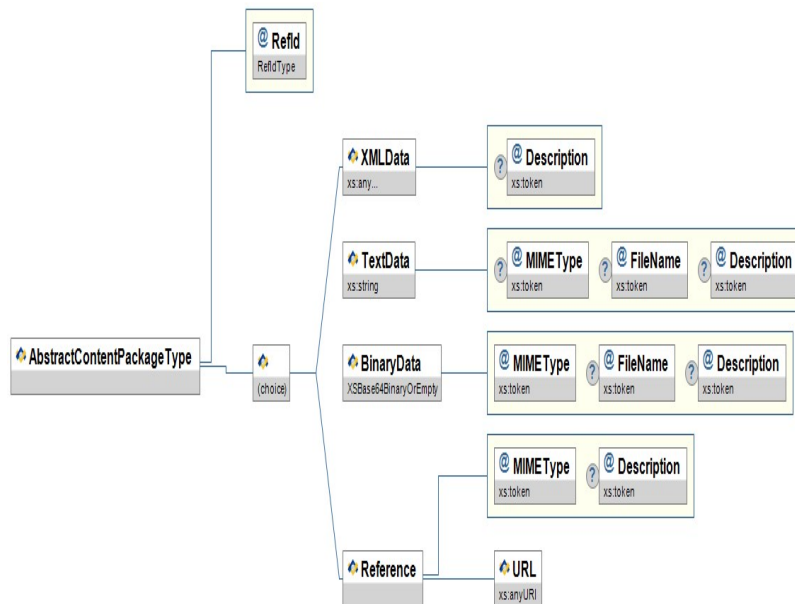 @ RefId
RefIdType
XMLData
xs:any...
? @ Description
xs:token
TextData
xs:string
? @ MIMEType ? @ FileName ? @ Description
xs:token xs:token xs:token
AbstractContentPackageType
(choice)
BinaryData
XSBase64BinaryOrEmpty
@ MIMEType ? @ FileName ? @ Description
xs:token xs:token xs:token
@ MIMEType ? @ Description
xs:token xs:token
Reference
URL
xs:anyURI